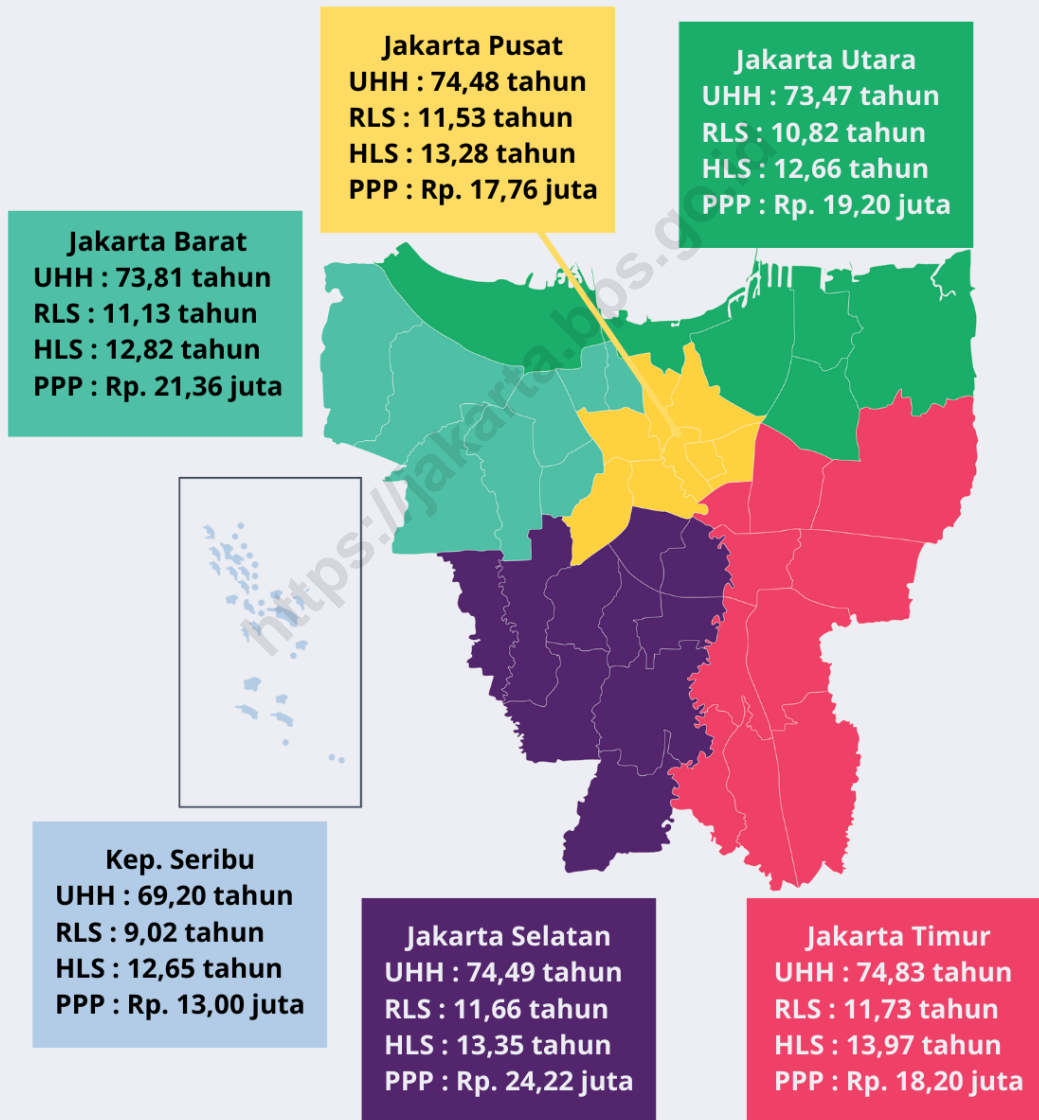 Jakarta Pusat
UHH : 74,48 tahun
RLS : 11,53 tahun
HLS : 13,28 tahun
PPP : Rp. 17,76 juta
Jakarta Utara
UHH : 73,47 tahun
RLS : 10,82 tahun
HLS : 12,66 tahun
PPP : Rp. 19,20 juta
Jakarta Barat
UHH : 73,81 tahun
RLS : 11,13 tahun
HLS : 12,82 tahun
PPP : Rp. 21,36 juta
https://jakarta.bps.go.id
Kep. Seribu
UHH : 69,20 tahun
RLS : 9,02 tahun
HLS : 12,65 tahun
PPP : Rp. 13,00 juta
Jakarta Selatan
UHH : 74,49 tahun
RLS : 11,66 tahun
HLS : 13,35 tahun
PPP : Rp. 24,22 juta
Jakarta Timur
UHH : 74,83 tahun
RLS : 11,73 tahun
HLS : 13,97 tahun
PPP : Rp. 18,20 juta